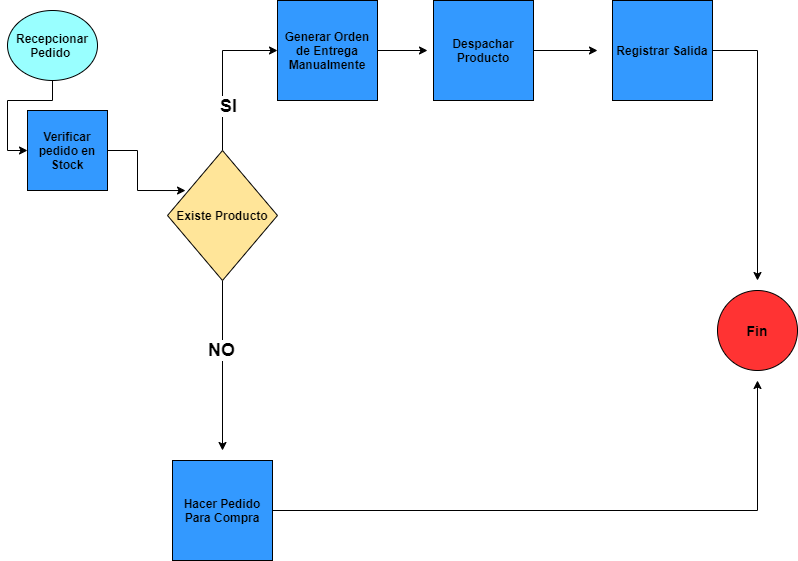 Recepcionar
Pedido
Verificar
pedido en
Stock
Existe Producto
SI
Generar Orden
de Entrega
Manualmente
Despachar
Producto
Registrar Salida
NO
Hacer Pedido
Para Compra
Fin